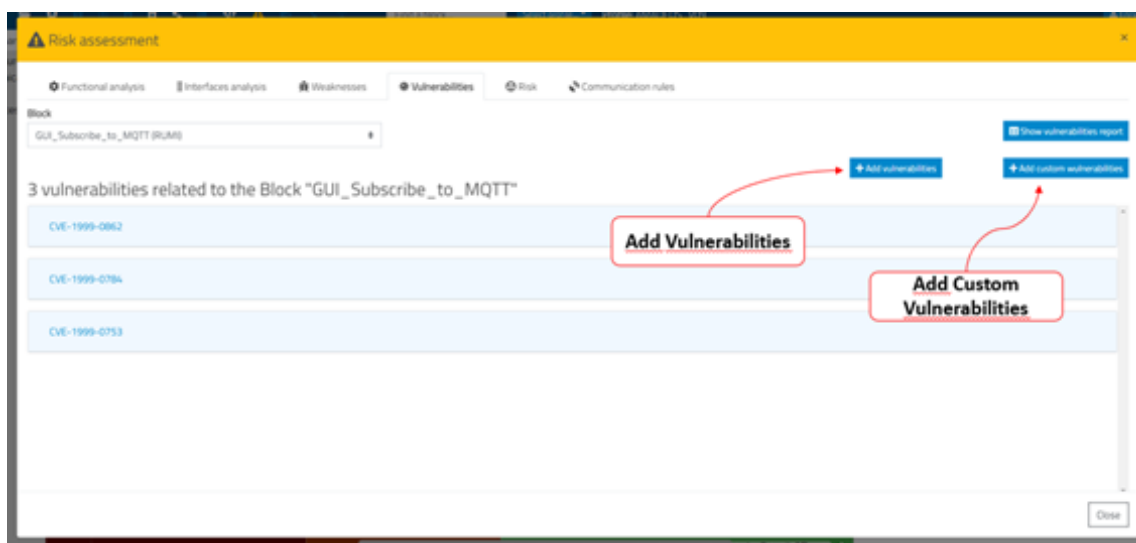 Risk assessment
×
Functional analysis Interfaces analysis Weaknesses Vulnerabilities Risk Communication rules
Block
GUI_Subscribe_to_MQTT (RUMI)
Show vulnerabilities report
+ Add vulnerabilities + Add custom vulnerabilities
3 vulnerabilities related to the Block "GUI_Subscribe_to_MQTT"
CVE-1999-0862
Add Vulnerabilities
CVE-1999-0784
Add Custom
Vulnerabilities
CVE-1999-0753
Close